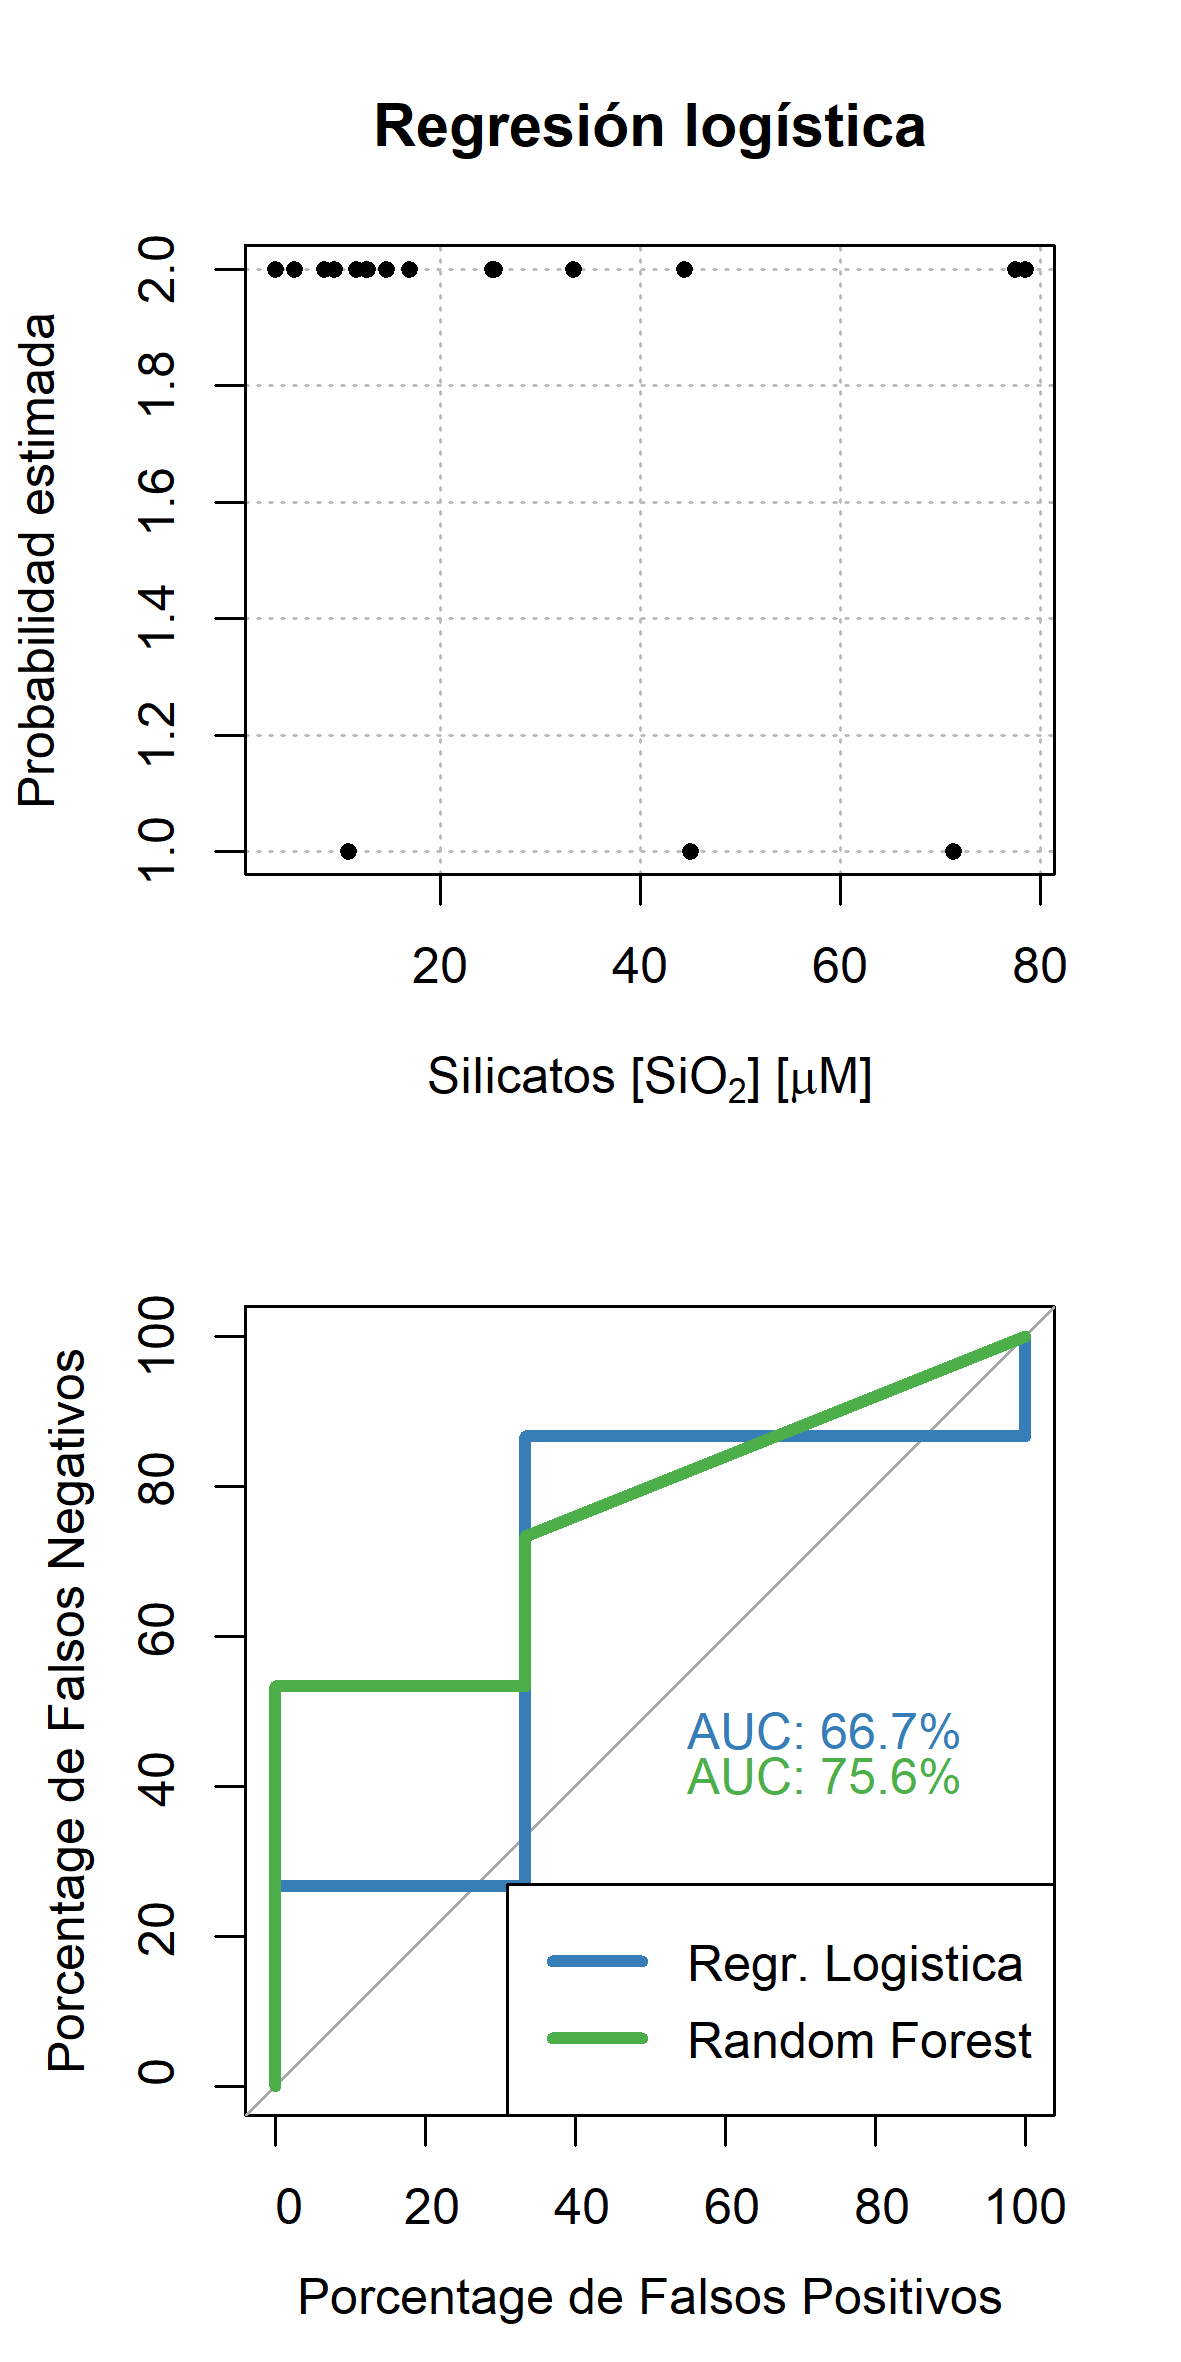 Regresión logística
Probabilidad estimada
2.0
1.8
1.6
1.4
1.2
1.0
20 40 60 80
Silicatos [SiO₂] [μM]
Porcentage de Falsos Negativos
100
80
60
40
20
0
AUC: 66.7%
AUC: 75.6%
Regr. Logistica
Random Forest
0 20 40 60 80 100
Porcentage de Falsos Positivos